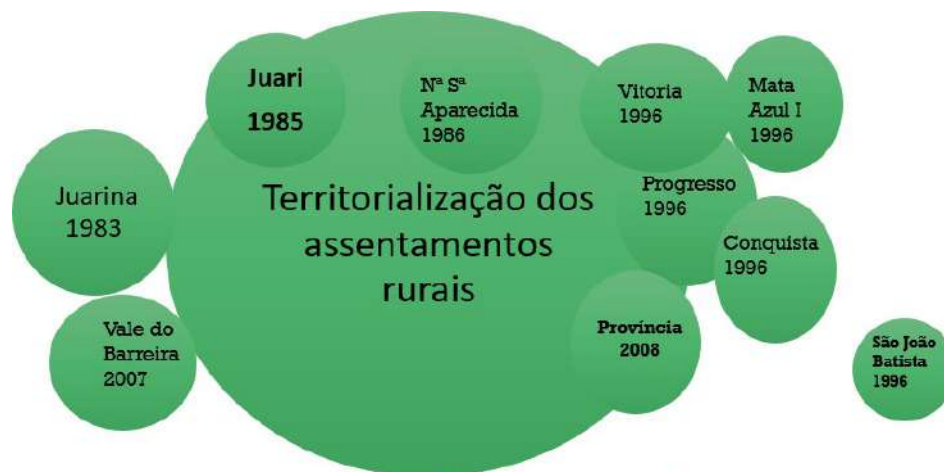 Juari
1985
Nª Sª
Aparecida
1986
Vitoria
1996
Mata
Azul I
1996
Juarina
1983
Territorialização dos
assentamentos
rurais
Progresso
1996
Conquista
1996
Vale do
Barreira
2007
Província
2008
São João
Batista
1996